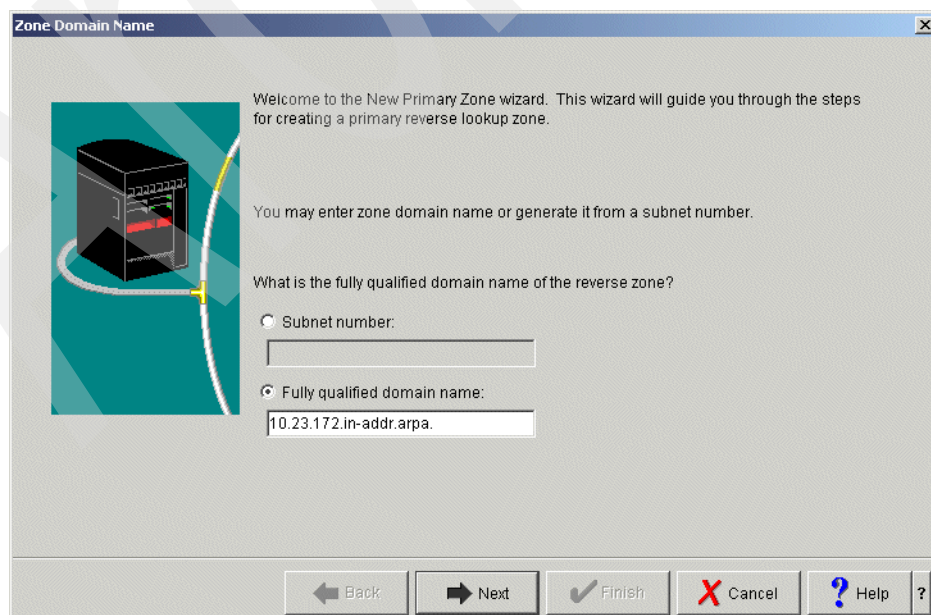 Zone Domain Name
Welcome to the New Primary Zone wizard. This wizard will guide you through the steps
for creating a primary reverse lookup zone.
You may enter zone domain name or generate it from a subnet number.
What is the fully qualified domain name of the reverse zone?
Subnet number:
Fully qualified domain name:
10.23.172.in-addr.arpa.
Back
Next
Finish
Cancel
? Help
?